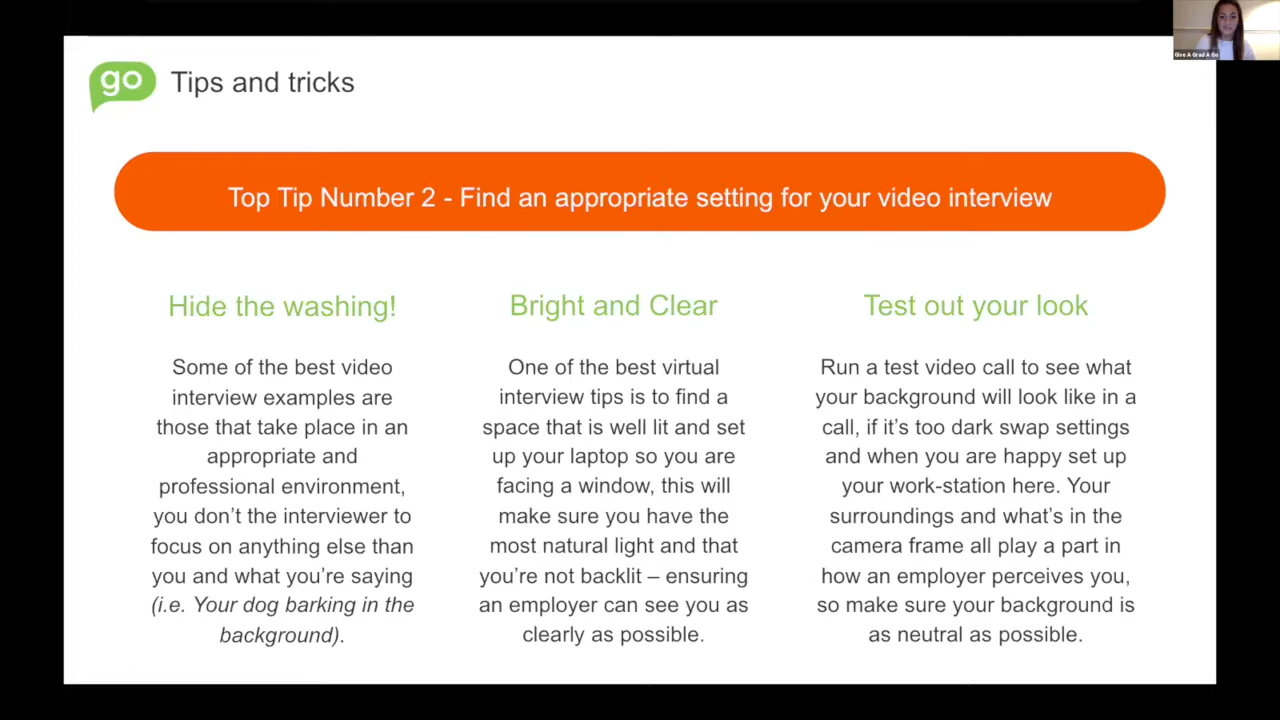 go
Tips and tricks
Give A Grad A Go
Top Tip Number 2 - Find an appropriate setting for your video interview
Hide the washing!
Some of the best video
interview examples are
those that take place in an
appropriate and
professional environment,
you don’t the interviewer to
focus on anything else than
you and what you’re saying
(i.e. Your dog barking in the
background).
Bright and Clear
One of the best virtual
interview tips is to find a
space that is well lit and set
up your laptop so you are
facing a window, this will
make sure you have the
most natural light and that
you’re not backlit – ensuring
an employer can see you as
clearly as possible.
Test out your look
Run a test video call to see what
your background will look like in a
call, if it’s too dark swap settings
and when you are happy set up
your work-station here. Your
surroundings and what’s in the
camera frame all play a part in
how an employer perceives you,
so make sure your background is
as neutral as possible.